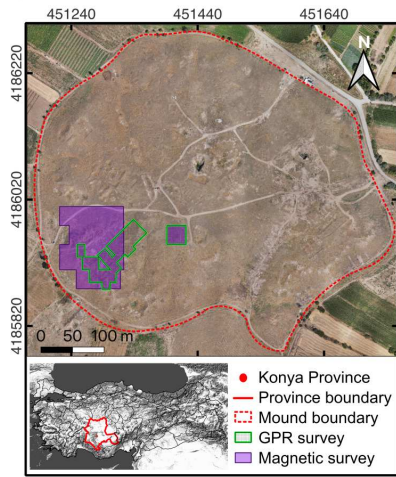 451240 451440 451640
4186220
4186020
4185820
N
0 50 100 m
Konya Province
Province boundary
Mound boundary
GPR survey
Magnetic survey